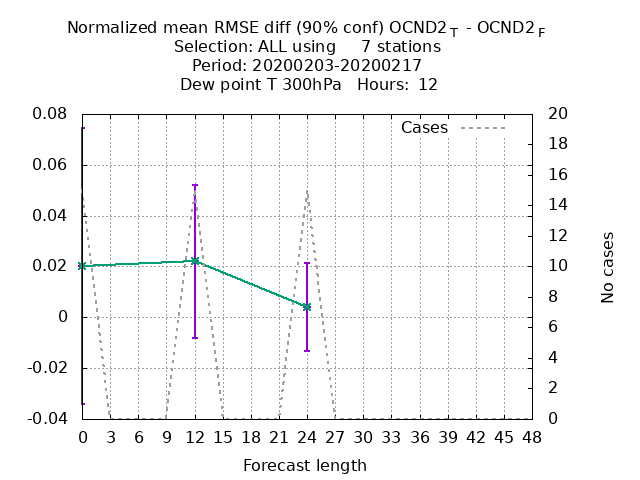 Normalized mean RMSE diff (90% conf) OCND2 T - OCND2 F
Selection: ALL using 7 stations
Period: 20200203-20200217
Dew point T 300hPa Hours: 12
Cases
0.08
0.06
0.04
0.02
0
-0.02
-0.04
20
18
16
14
12
10
8
6
4
2
0
No cases
0 3 6 9 12 15 18 21 24 27 30 33 36 39 42 45 48
Forecast length